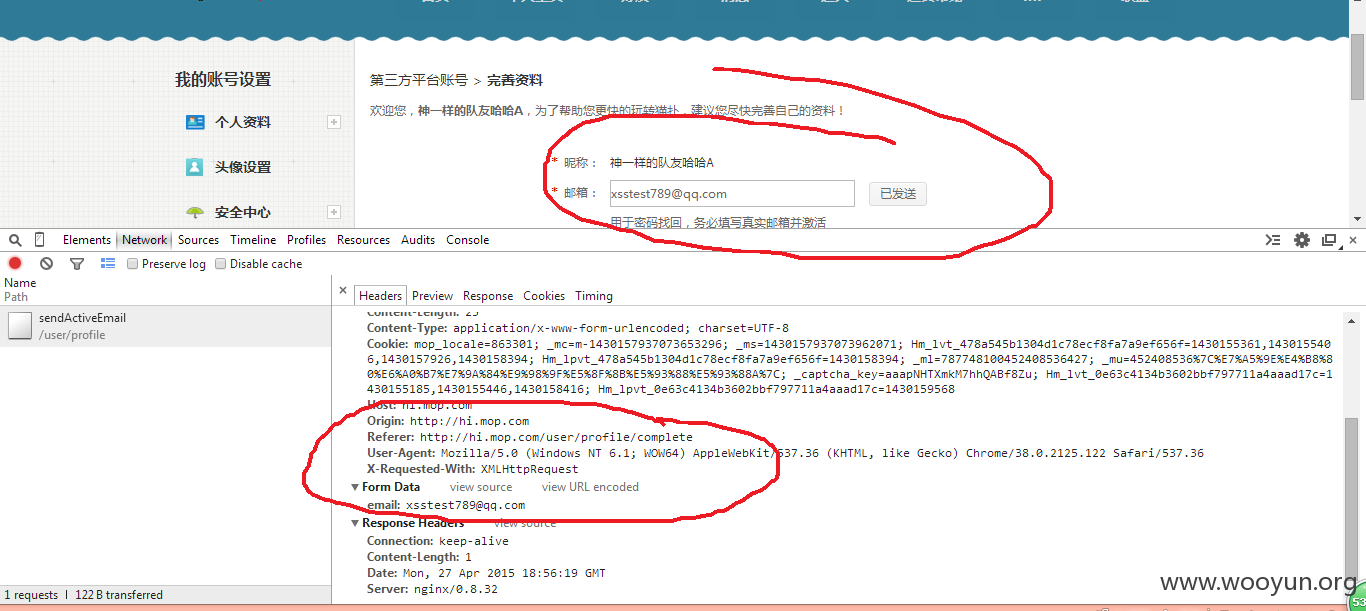 我的账号设置
个人资料
头像设置
安全中心
第三方平台账号 > 完善资料
欢迎您，神一样的队友哈哈A，为了帮助您更快的玩转猫扑，建议您尽快完善自己的资料！
* 昵称： 神一样的队友哈哈A
* 邮箱： xsstest789@qq.com 已发送
用于密码找回，务必填写真实邮箱并激活
Elements Network Sources Timeline Profiles Resources Audits Console
Preserve log Disable cache
Name
Path
sendActiveEmail
/user/profile
1 requests | 122 B transferred
× Headers Preview Response Cookies Timing
Content-Length: 25
Content-Type: application/x-www-form-urlencoded; charset=UTF-8
Cookie: mop_locale=863301; _mc=m-1430157937073653296; _ms=1430157937073962071; Hm_lvt_478a545b1304d1c78ecf8fa7a9ef656f=1430155361,143015540
6,1430157926,1430158394; Hm_lpvt_478a545b1304d1c78ecf8fa7a9ef656f=1430158394; _ml=787748100452408536427; _mu=452408536%7C%E7%A5%9E%E4%B8%8
0%E6%A0%B7%E7%9A%84%E9%98%9F%E5%8F%8B%E5%93%88%E5%93%88A%7C; _captcha_key=aaapNHTXmkM7hhQABf8Zu; Hm_lvt_0e63c4134b3602bbf797711a4aaad17c=1
430155185,1430155446,1430158416; Hm_lpvt_0e63c4134b3602bbf797711a4aaad17c=1430159568
Host: hi.mop.com
Origin: http://hi.mop.com
Referer: http://hi.mop.com/user/profile/complete
User-Agent: Mozilla/5.0 (Windows NT 6.1; WOW64) AppleWebKit/537.36 (KHTML, like Gecko) Chrome/38.0.2125.122 Safari/537.36
X-Requested-With: XMLHttpRequest
Form Data view source view URL encoded
email: xsstest789@qq.com
Response Headers view source
Connection: keep-alive
Content-Length: 1
Date: Mon, 27 Apr 2015 18:56:19 GMT
Server: nginx/0.8.32
www.wooyun.org
53